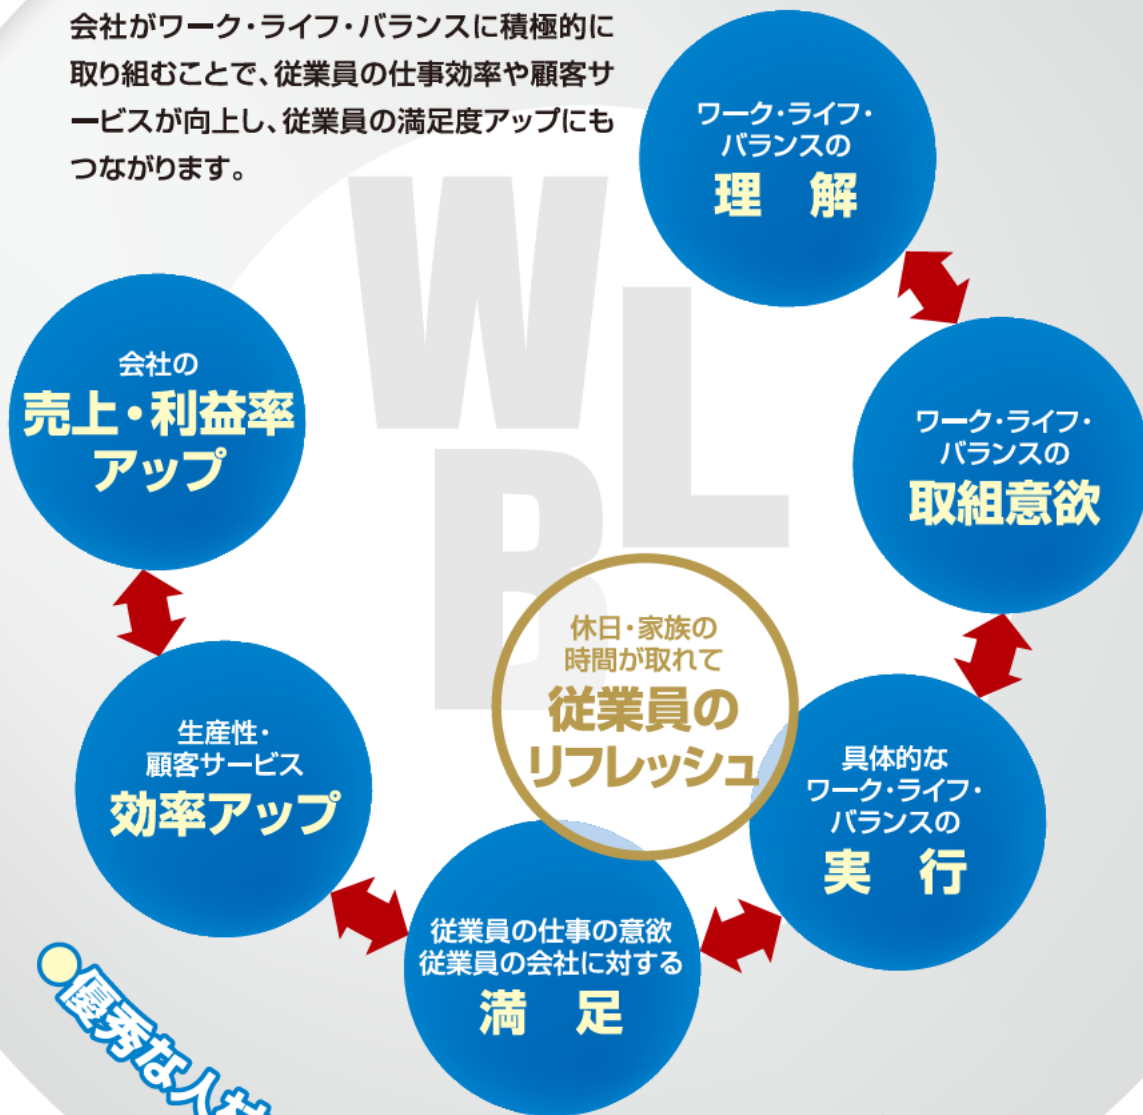 会社がワーク・ライフ・バランスに積極的に
取り組むことで、従業員の仕事効率や顧客サ
ービスが向上し、従業員の満足度アップにも
つながります。
WLB
ワーク・ライフ・
バランスの
理　解
ワーク・ライフ・
バランスの
取組意欲
具体的な
ワーク・ライフ・
バランスの
実　行
休日・家族の
時間が取れて
従業員の
リフレッシュ
従業員の仕事の意欲
従業員の会社に対する
満　足
生産性・
顧客サービス
効率アップ
会社の
売上・利益率
アップ
●優秀な人材